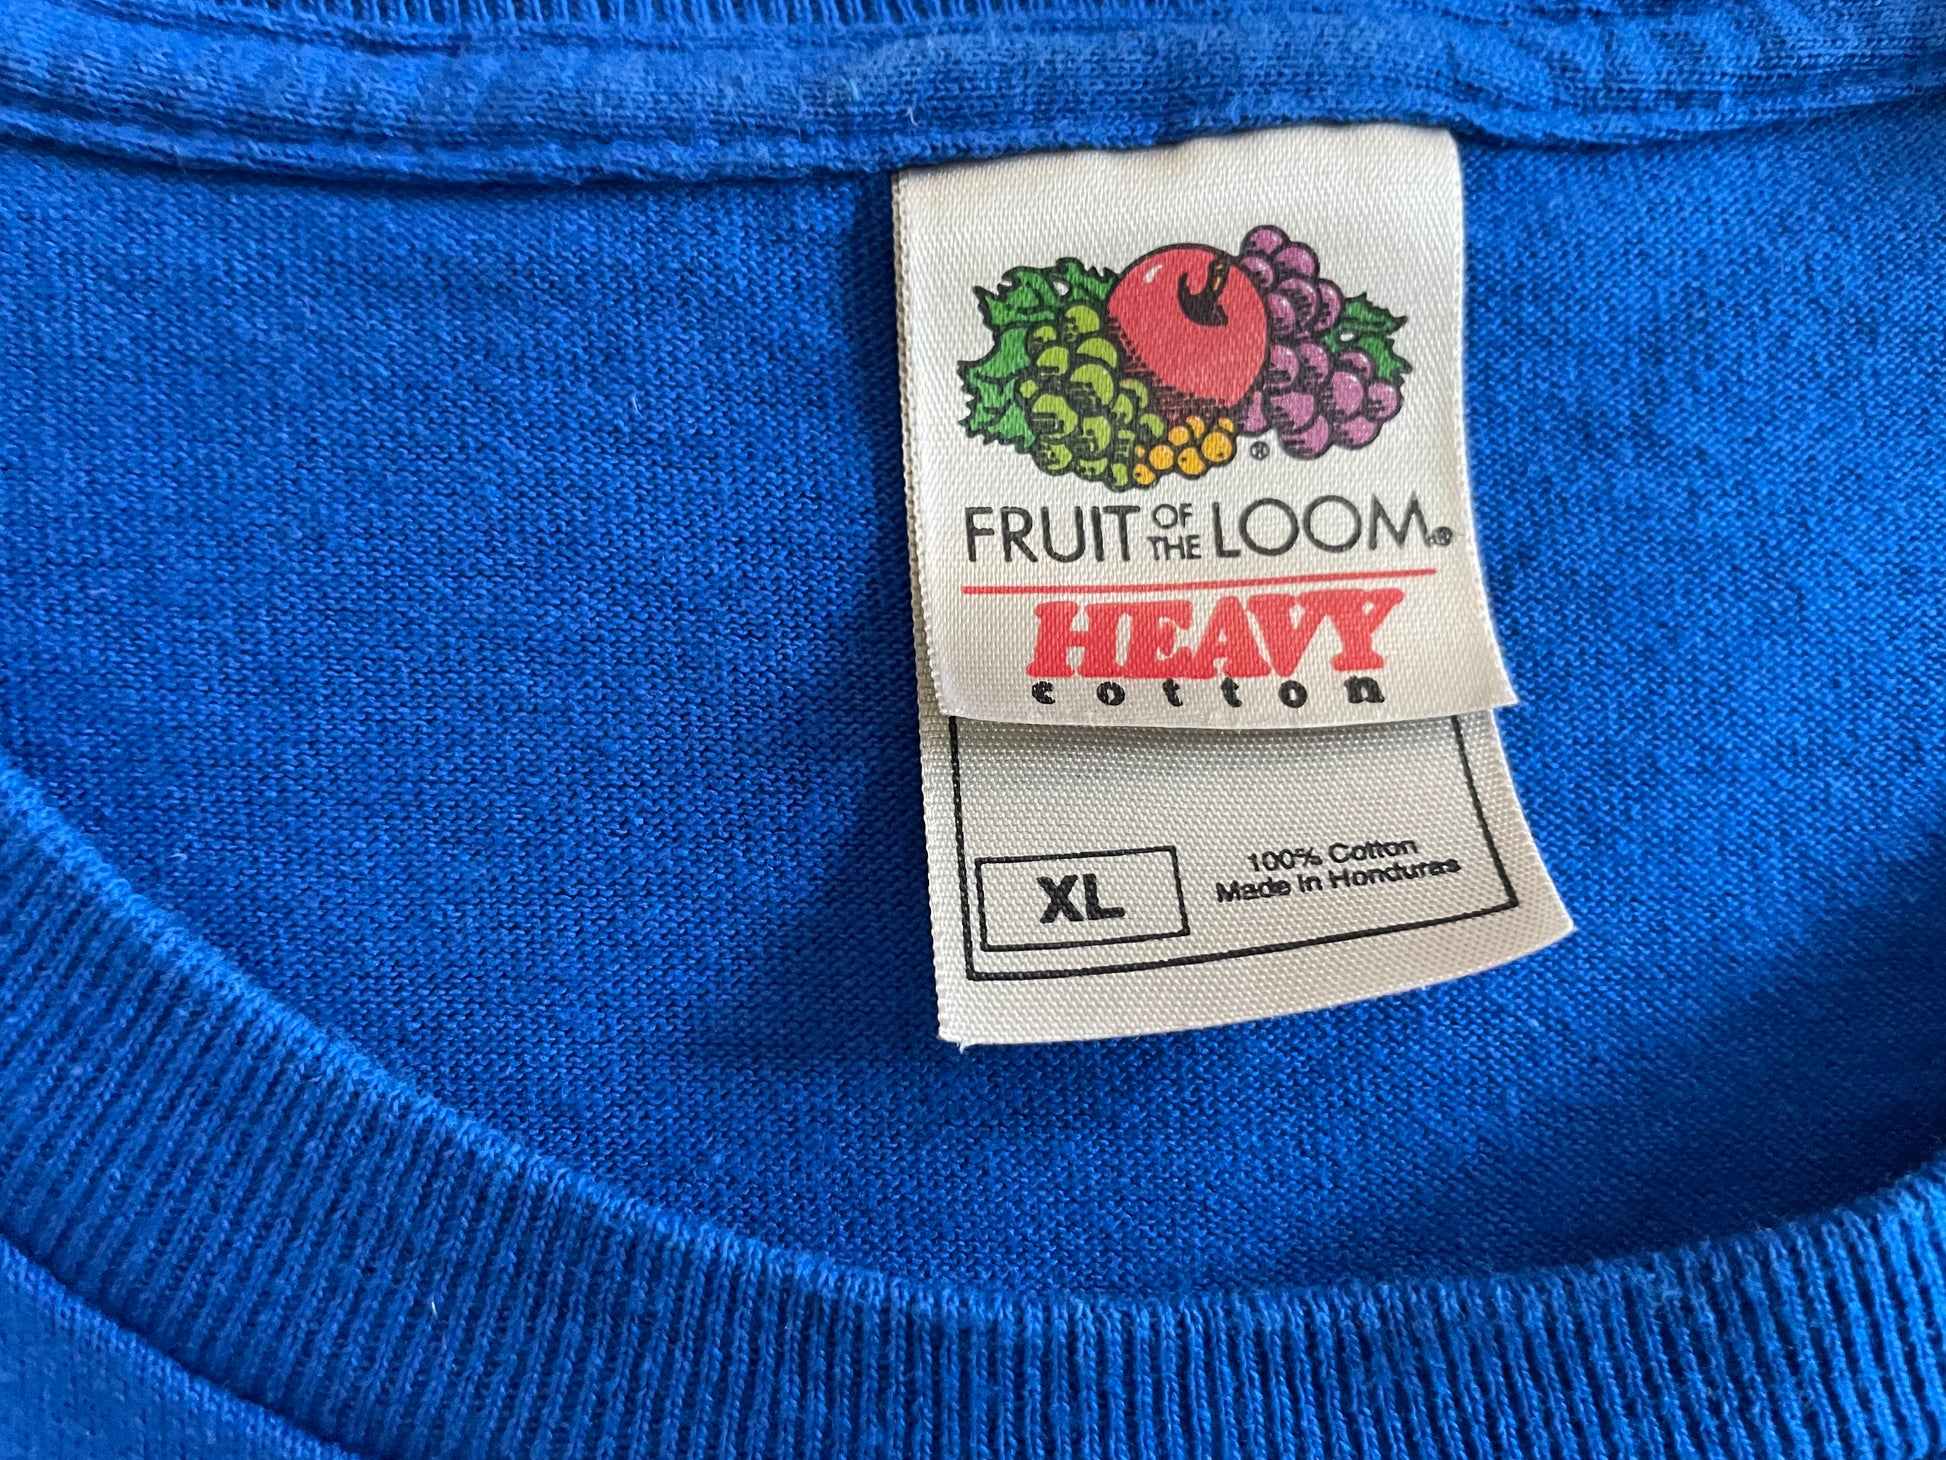 ®
FRUIT OF THE LOOM®
HEAVY
cotton
XL
100% Cotton
Made in Honduras